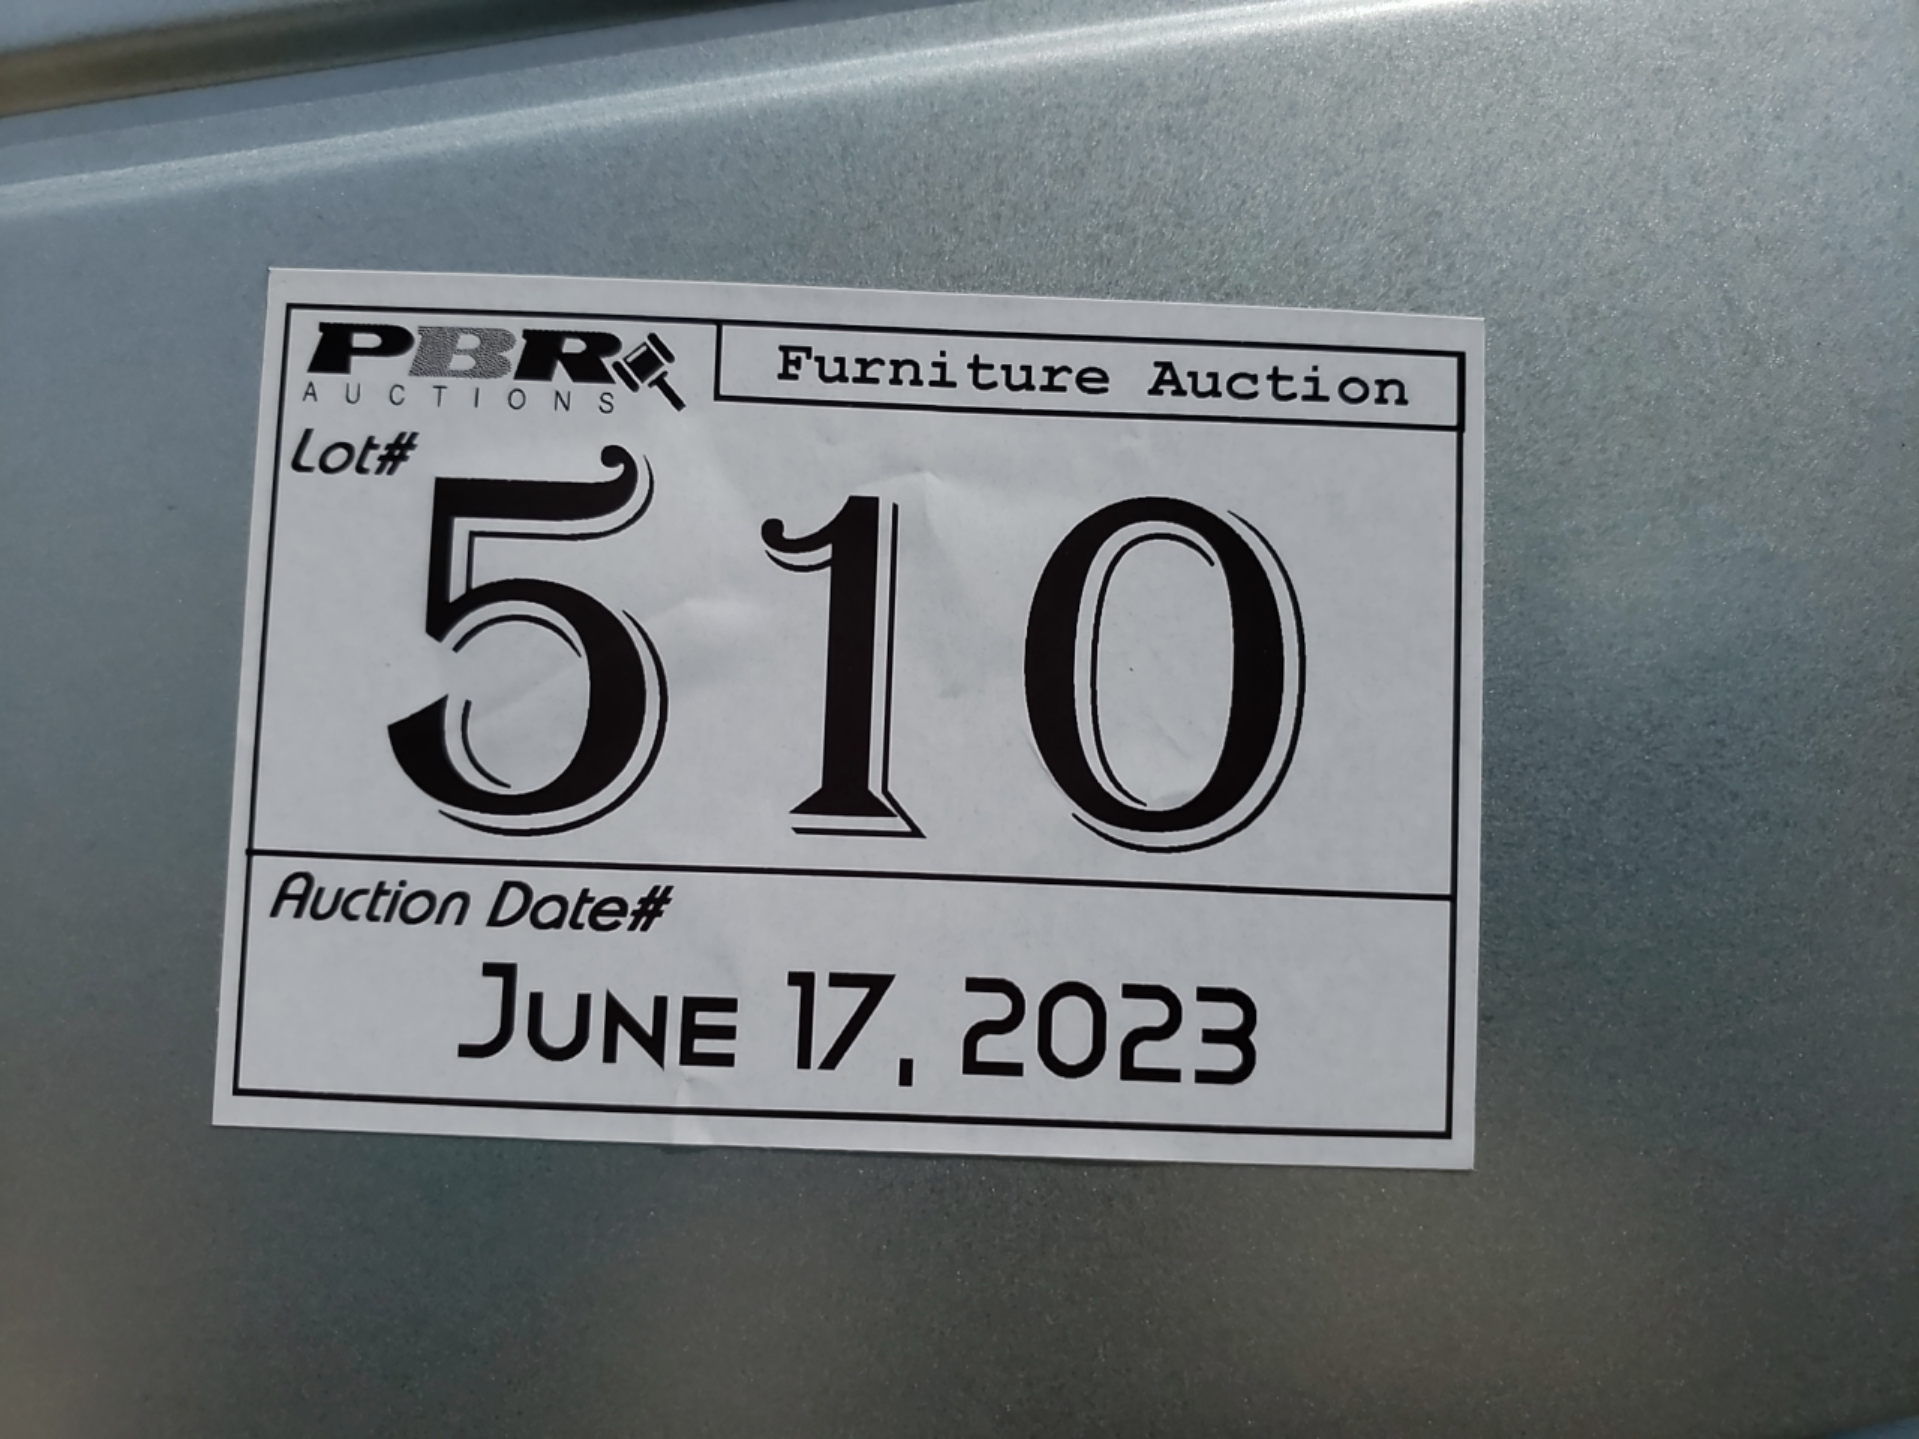 PBR
AUCTIONS
Furniture Auction
Lot#
510
Auction Date#
JUNE 17, 2023